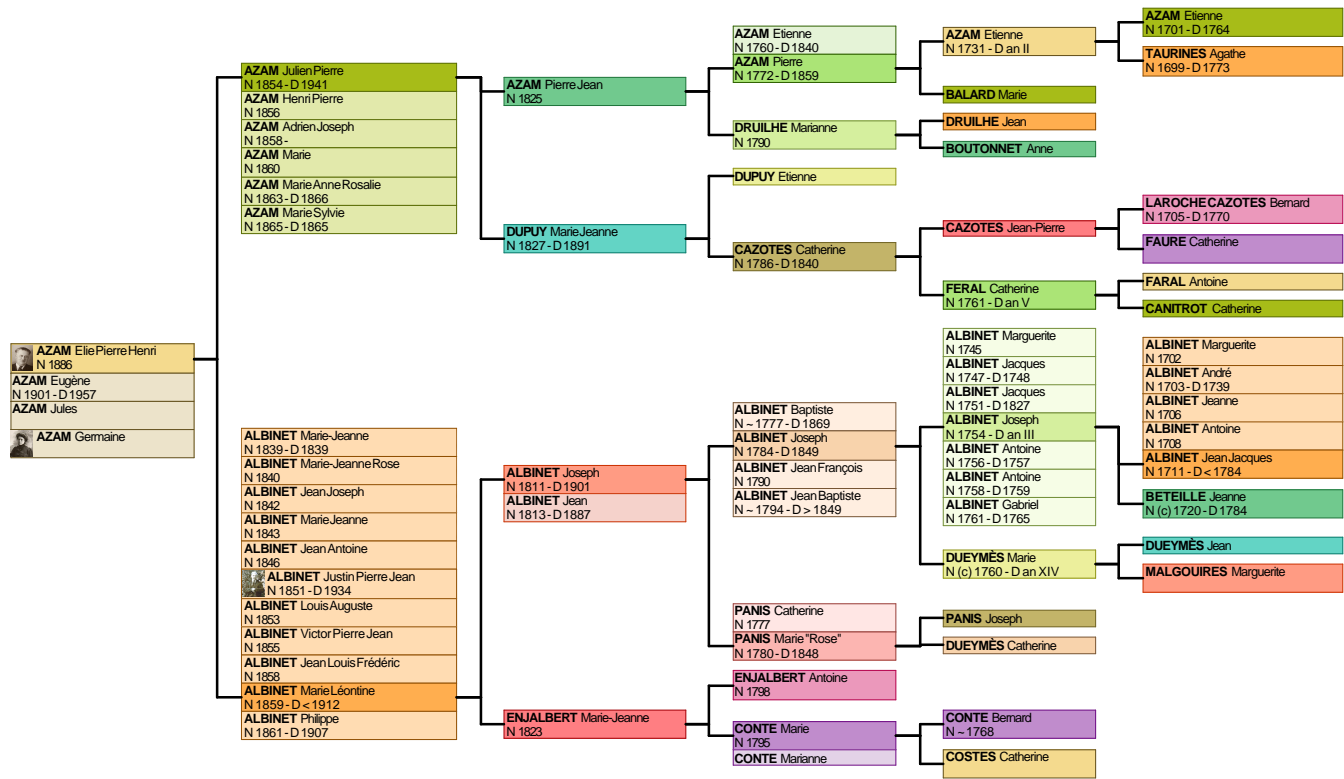 AZAM Elie Pierre Henri
N 1886
AZAM Eugène
N 1901 - D 1957
AZAM Jules
AZAM Germaine
AZAM Julien Pierre
N 1854 - D 1941
AZAM Henri Pierre
N 1856
AZAM Adrien Joseph
N 1858 -
AZAM Marie
N 1860
AZAM Marie Anne Rosalie
N 1863 - D 1866
AZAM Marie Sylvie
N 1865 - D 1865
ALBINET Marie-Jeanne
N 1839 - D 1839
ALBINET Marie-Jeanne Rose
N 1840
ALBINET Jean Joseph
N 1842
ALBINET Marie Jeanne
N 1843
ALBINET Jean Antoine
N 1846
ALBINET Justin Pierre Jean
N 1851 - D 1934
ALBINET Louis Auguste
N 1853
ALBINET Victor Pierre Jean
N 1855
ALBINET Jean Louis Frédéric
N 1858
ALBINET Marie Léontine
N 1859 - D < 1912
ALBINET Philippe
N 1861 - D 1907
AZAM Pierre Jean
N 1825
DUPUY Marie Jeanne
N 1827 - D 1891
ALBINET Joseph
N 1811 - D 1901
ALBINET Jean
N 1813 - D 1887
ENJALBERT Marie-Jeanne
N 1823
AZAM Etienne
N 1760 - D 1840
AZAM Pierre
N 1772 - D 1859
DRUILHE Marianne
N 1790
DUPUY Etienne
CAZOTES Catherine
N 1786 - D 1840
ALBINET Baptiste
N ~ 1777 - D 1869
ALBINET Joseph
N 1784 - D 1849
ALBINET Jean François
N 1790
ALBINET Jean Baptiste
N ~ 1794 - D > 1849
PANIS Catherine
N 1777
PANIS Marie "Rose"
N 1780 - D 1848
ENJALBERT Antoine
N 1798
CONTE Marie
N 1795
CONTE Marianne
AZAM Etienne
N 1731 - D an II
BALARD Marie
DRUILHE Jean
BOUTONNET Anne
CAZOTES Jean-Pierre
FERAL Catherine
N 1761 - D an V
ALBINET Marguerite
N 1745
ALBINET Jacques
N 1747 - D 1748
ALBINET Jacques
N 1751 - D 1827
ALBINET Joseph
N 1754 - D an III
ALBINET Antoine
N 1756 - D 1757
ALBINET Antoine
N 1758 - D 1759
ALBINET Gabriel
N 1761 - D 1765
DUEYMÈS Marie
N (c) 1760 - D an XIV
PANIS Joseph
DUEYMÈS Catherine
CONTE Bernard
N ~ 1768
COSTES Catherine
AZAM Etienne
N 1701 - D 1764
TAURINES Agathe
N 1699 - D 1773
LAROCHE CAZOTES Bernard
N 1705 - D 1770
FAURE Catherine
FARAL Antoine
CANITROT Catherine
ALBINET Marguerite
N 1702
ALBINET André
N 1703 - D 1739
ALBINET Jeanne
N 1706
ALBINET Antoine
N 1708
ALBINET Jean Jacques
N 1711 - D < 1784
BETEILLE Jeanne
N (c) 1720 - D 1784
DUEYMÈS Jean
MALGOUIRES Marguerite